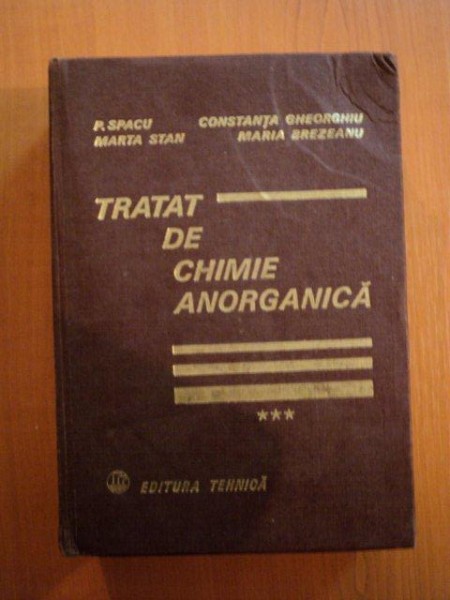 P. SPACU CONSTANȚA GHEORGHIU
MARTA STAN MARIA BREZEANU
TRATAT
DE
CHIMIE
ANORGANICĂ
***
EDITURA TEHNICĂ